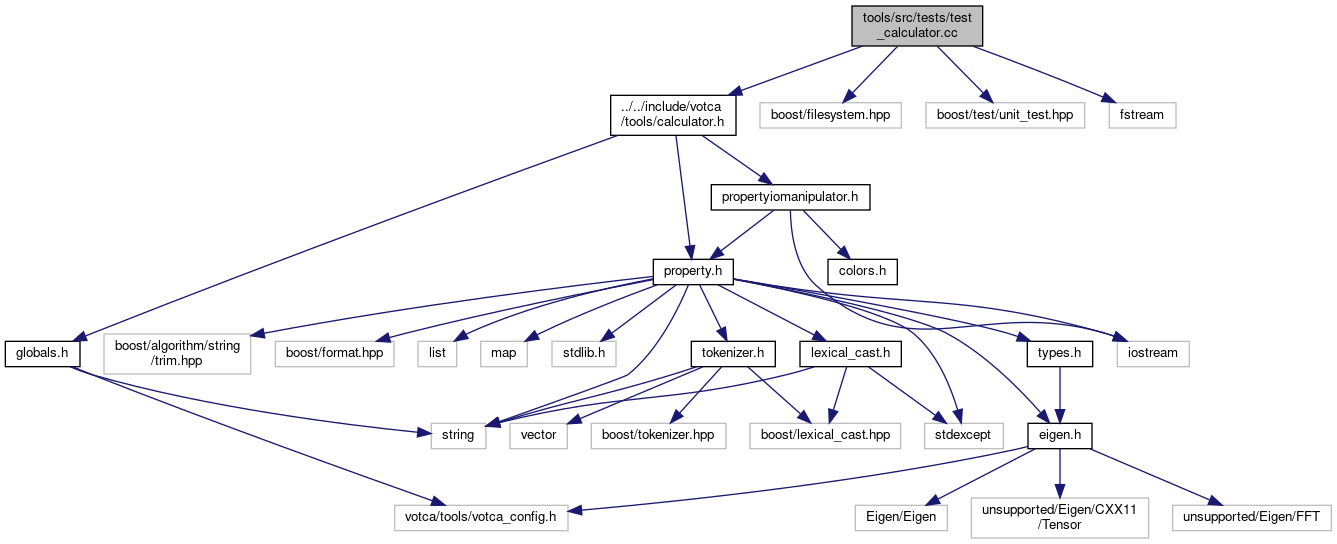 tools/src/tests/test
_calculator.cc
../../include/votca
/tools/calculator.h
boost/filesystem.hpp
boost/test/unit_test.hpp
fstream
propertyiomanipulator.h
property.h
colors.h
globals.h
boost/algorithm/string
/trim.hpp
boost/format.hpp
list
map
stdlib.h
tokenizer.h
lexical_cast.h
types.h
iostream
string
vector
boost/tokenizer.hpp
boost/lexical_cast.hpp
stdexcept
eigen.h
votca/tools/votca_config.h
Eigen/Eigen
unsupported/Eigen/CXX11
/Tensor
unsupported/Eigen/FFT